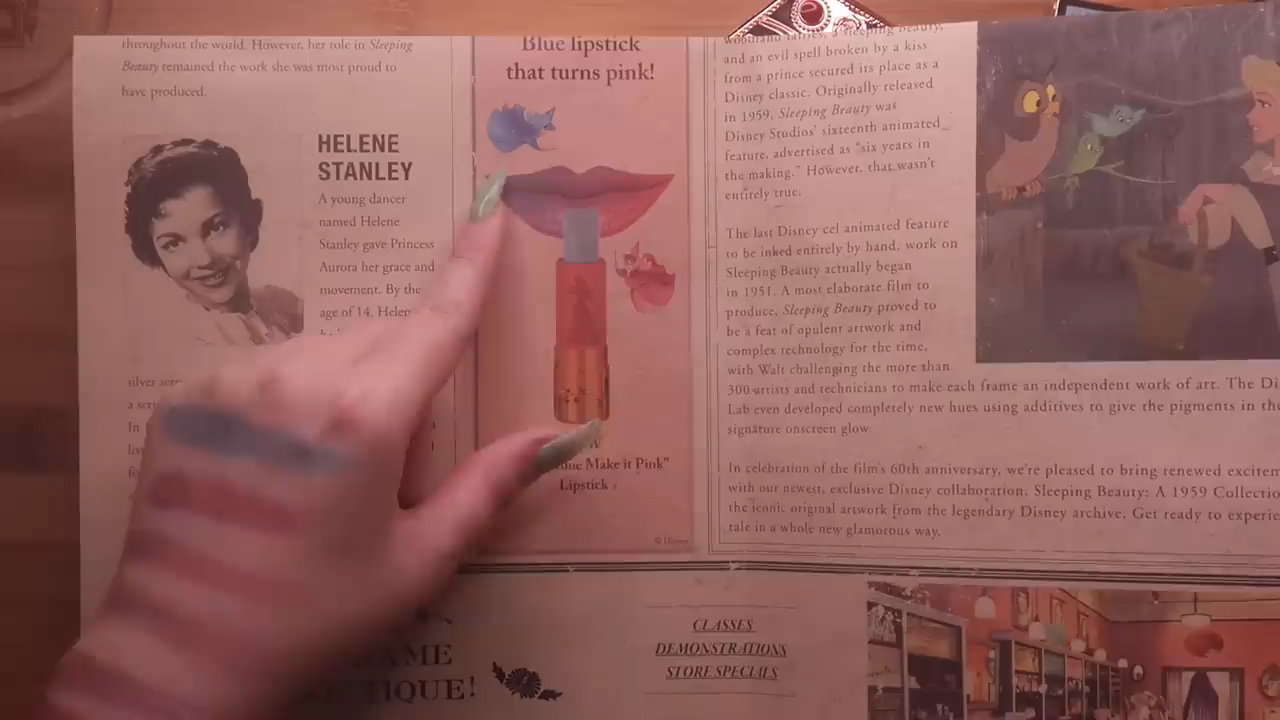 throughout the world. However, her role in Sleeping
Beauty remained the work she was most proud to
have produced.
HELENE
STANLEY
A young dancer
named Helene
Stanley gave Princess
Aurora her grace and
movement. By the
age of 14, Helen
silver
a
In
Blue lipstick
that turns pink!
Make it Pink"
Lipstick
© Disney
woodland fairies, a sleeping beauty,
and an evil spell broken by a kiss
from a prince secured its place as a
Disney classic. Originally released
in 1959, Sleeping Beauty was
Disney Studios' sixteenth animated
feature, advertised as "six years in
the making." However, that wasn't
entirely true.
The last Disney cel animated feature
to be inked entirely by hand, work on
Sleeping Beauty actually began
in 1951. A most elaborate film to
produce, Sleeping Beauty proved to
be a feat of opulent artwork and
complex technology for the time,
with Walt challenging the more than
300 artists and technicians to make each frame an independent work of art. The Di
Lab even developed completely new hues using additives to give the pigments in the
signature onscreen glow.
In celebration of the film's 60th anniversary, we're pleased to bring renewed excitem
with our newest, exclusive Disney collaboration, Sleeping Beauty: A 1959 Collectio
the iconic original artwork from the legendary Disney archive. Get ready to experie
tale in a whole new glamorous way.
AME
TIQUE!
CLASSES
DEMONSTRATIONS
STORE SPECIALS